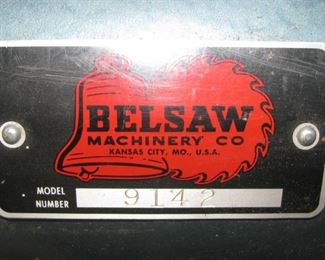 BELSAW
MACHINERY CO
KANSAS CITY, MO., U.S.A.
MODEL NUMBER 9142